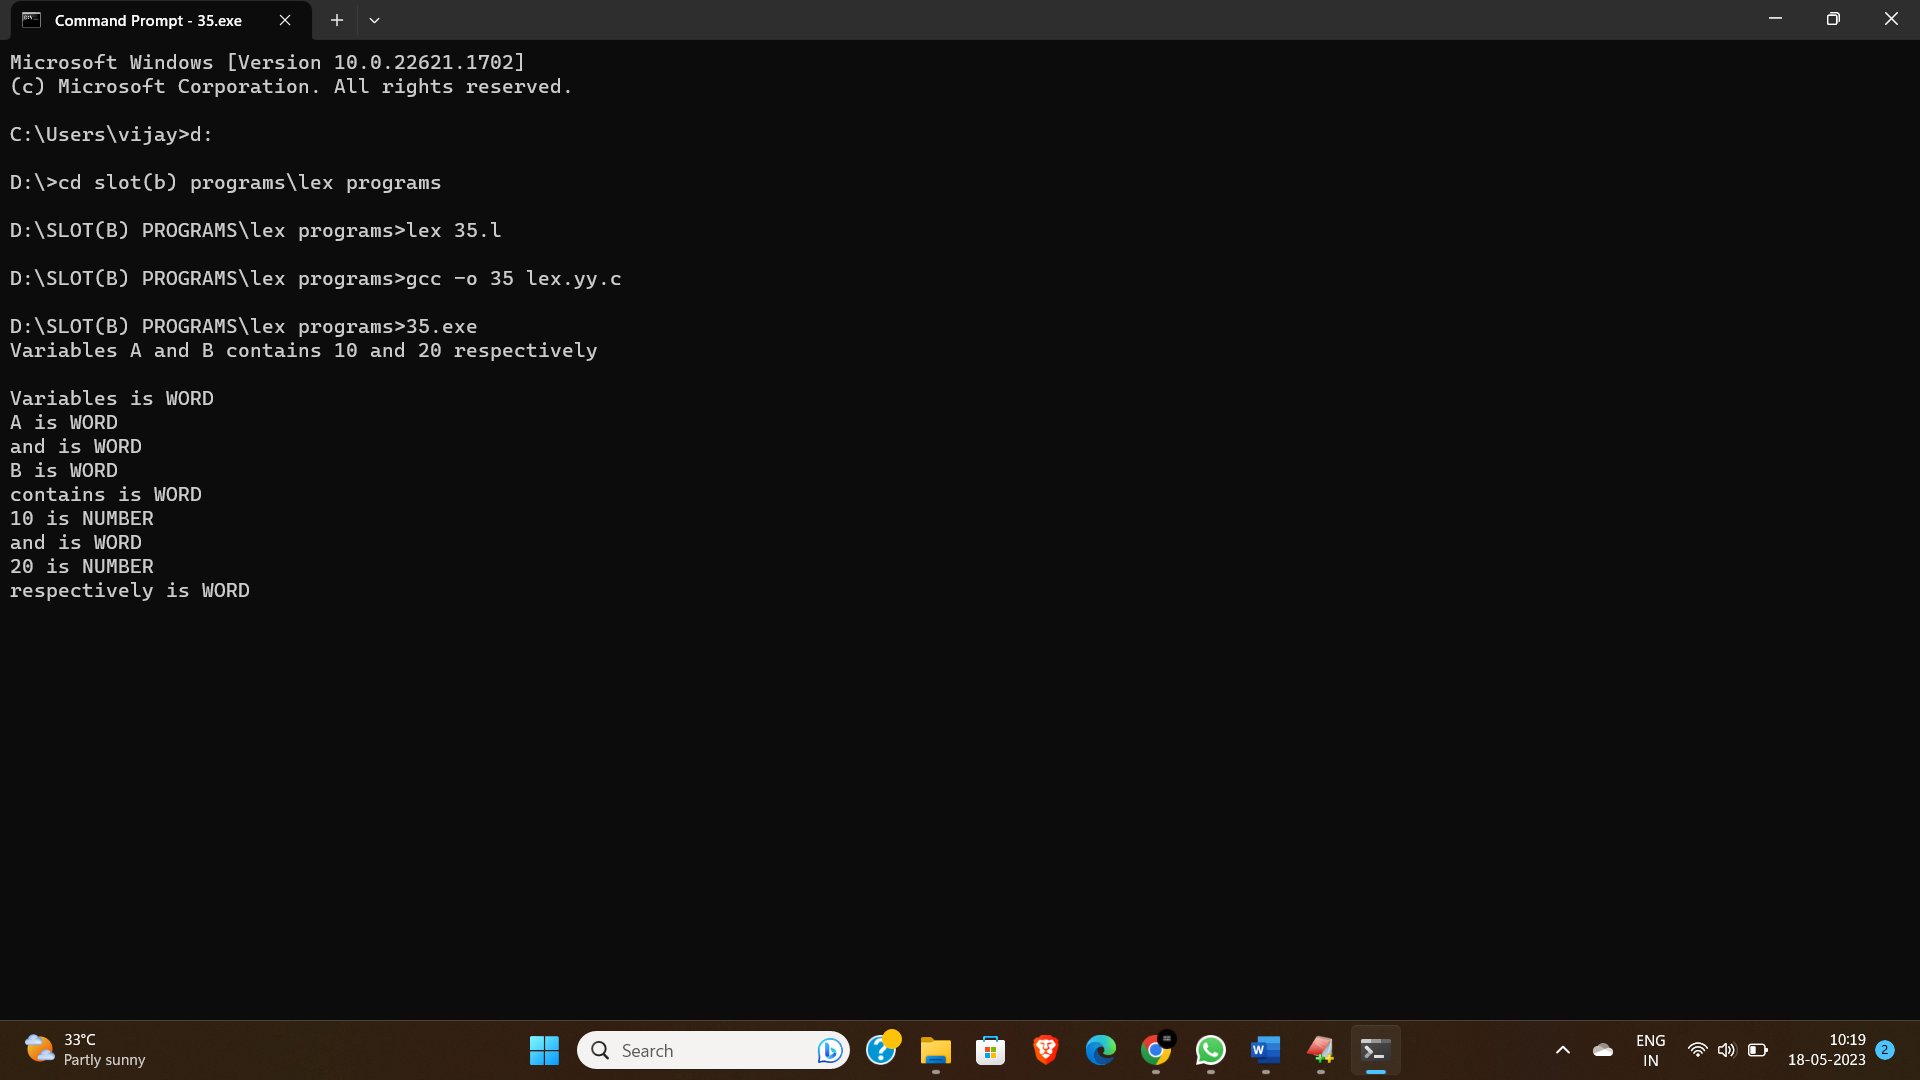 Command Prompt - 35.exe
Microsoft Windows [Version 10.0.22621.1702]
(c) Microsoft Corporation. All rights reserved.
C:\Users\vijay>d:
D:\>cd slot(b) programs\lex programs
D:\SLOT(B) PROGRAMS\lex programs>lex 35.l
D:\SLOT(B) PROGRAMS\lex programs>gcc -o 35 lex.yy.c
D:\SLOT(B) PROGRAMS\lex programs>35.exe
Variables A and B contains 10 and 20 respectively
Variables is WORD
A is WORD
and is WORD
B is WORD
contains is WORD
10 is NUMBER
and is WORD
20 is NUMBER
respectively is WORD
33°C
Partly sunny
Search
ENG
IN
10:19
18-05-2023
2